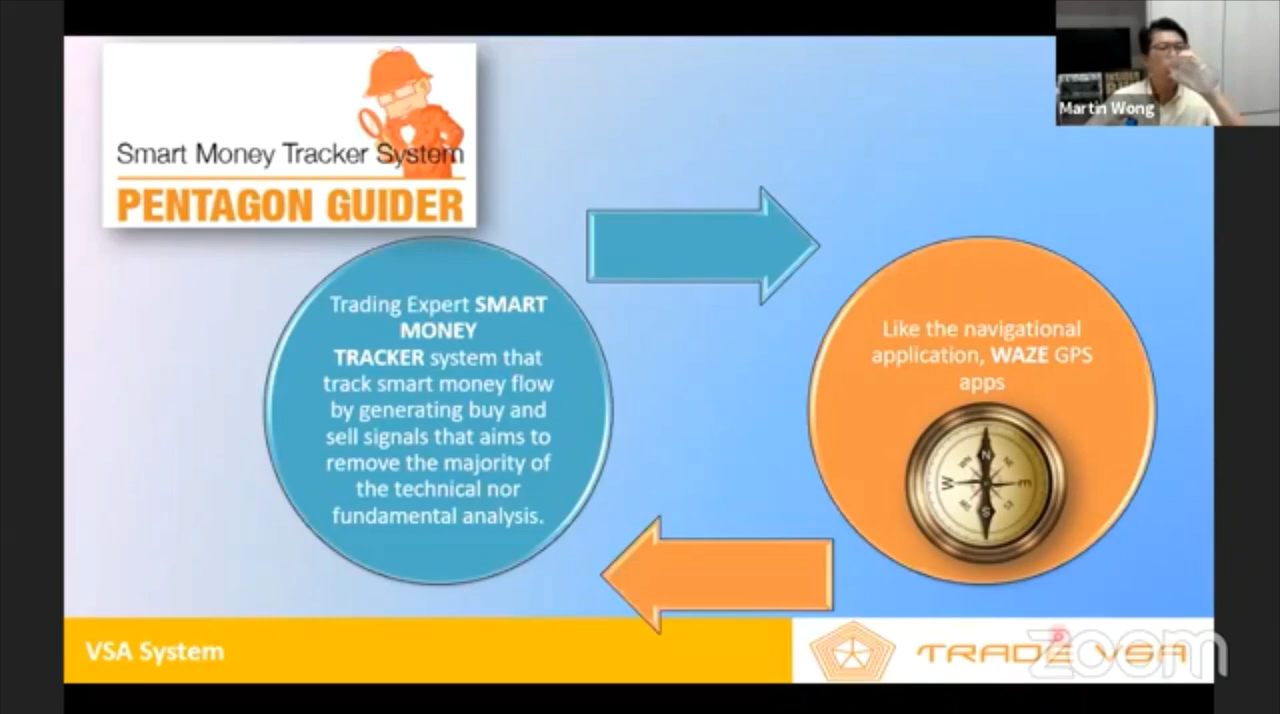 Martin Wong
Smart Money Tracker System
PENTAGON GUIDER
Trading Expert SMART
MONEY
TRACKER system that
track smart money flow
by generating buy and
sell signals that aims to
remove the majority of
the technical nor
fundamental analysis.
Like the navigational
application, WAZE GPS
apps
N
E
S
W
VSA System
TRADE VSA
zoom